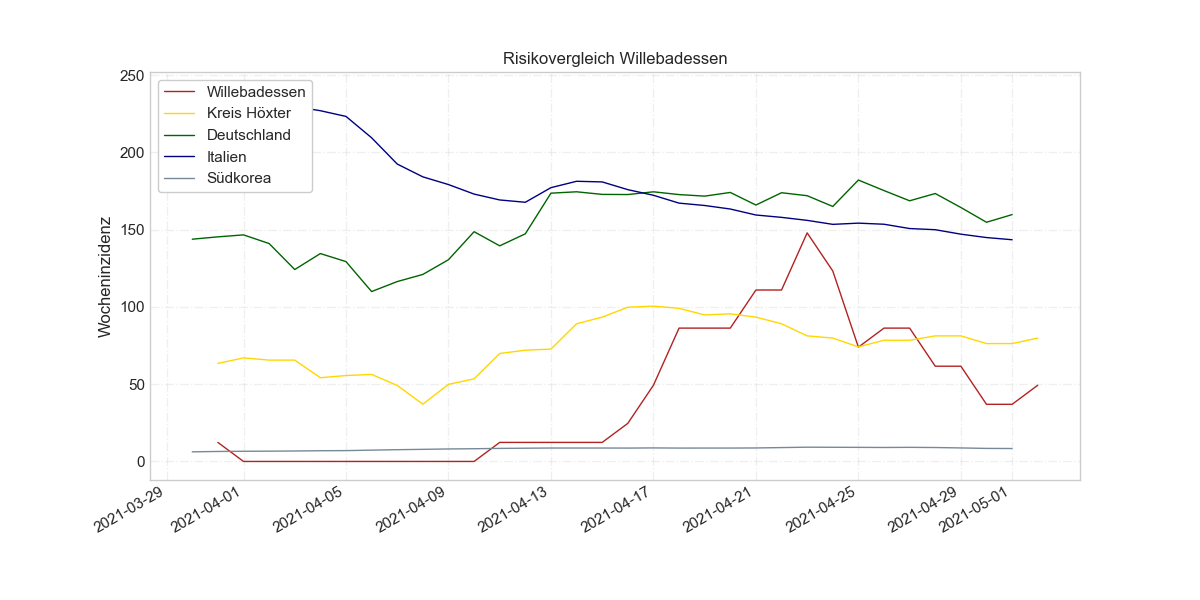 Risikovergleich Willebadessen
Wocheninzidenz
250
200
150
100
50
0
Willebadessen
Kreis Höxter
Deutschland
Italien
Südkorea
2021-03-29
2021-04-01
2021-04-05
2021-04-09
2021-04-13
2021-04-17
2021-04-21
2021-04-25
2021-04-29
2021-05-01